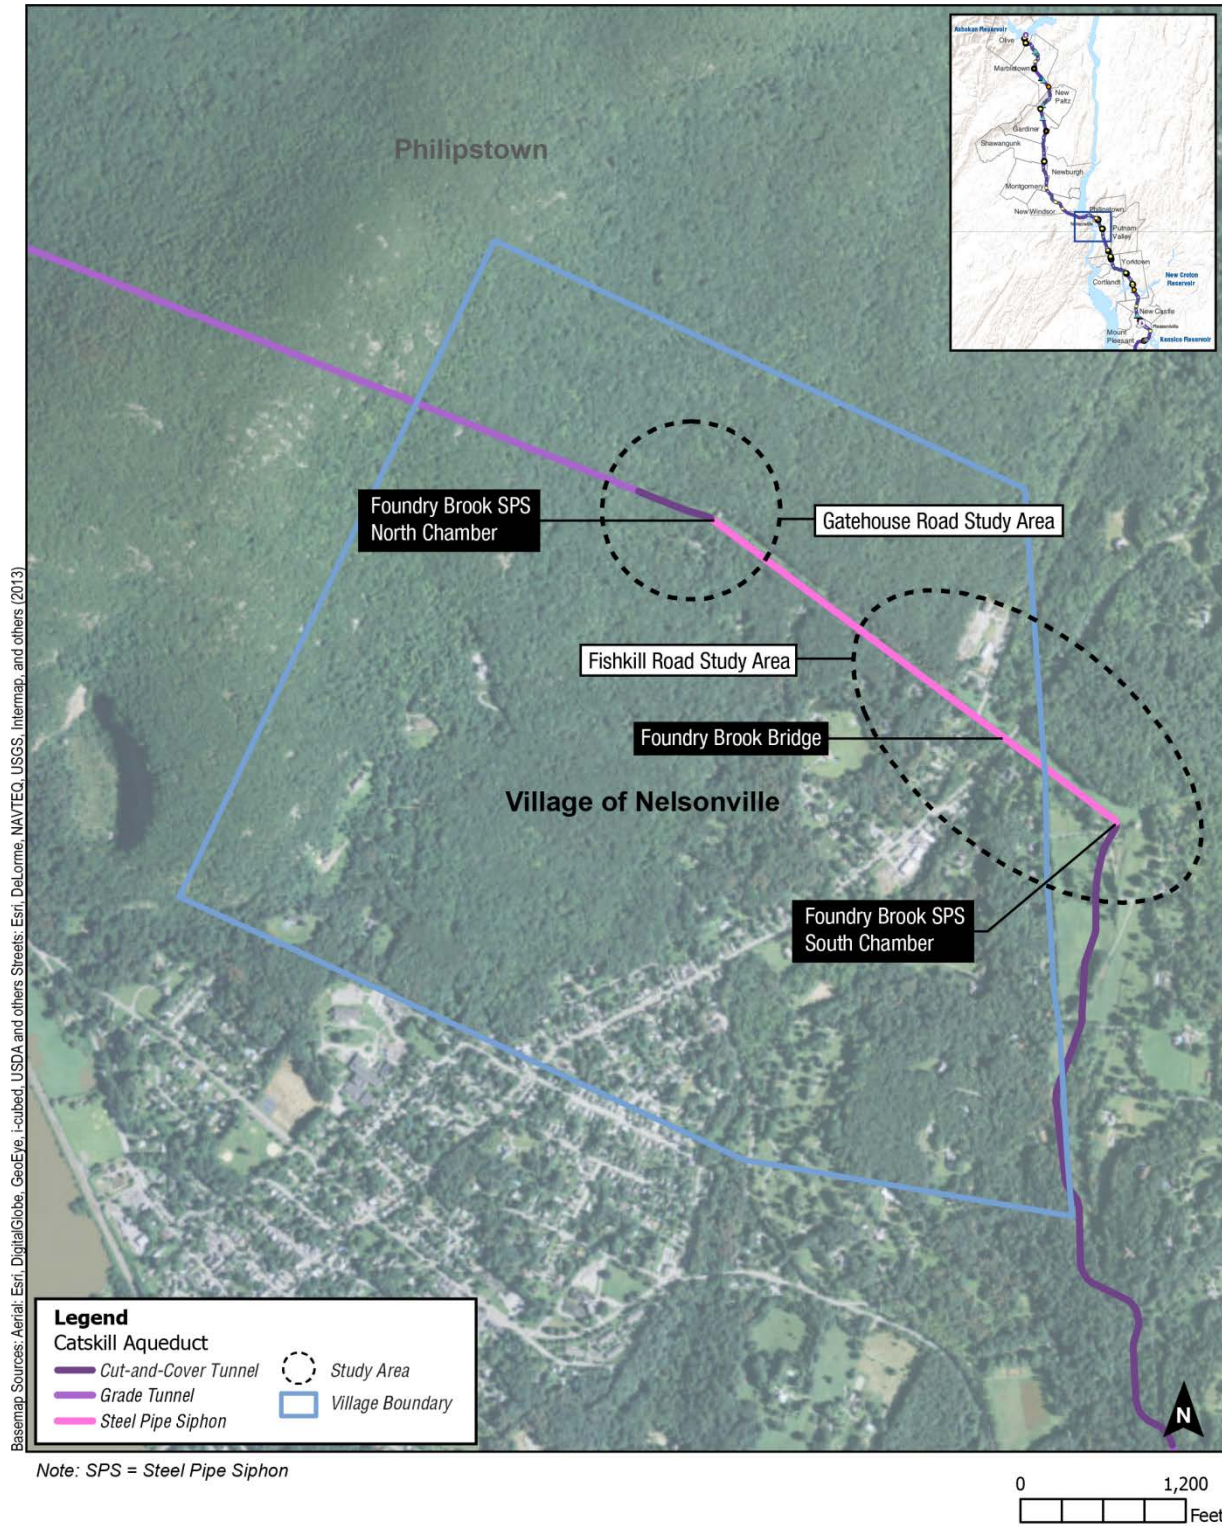 Ashokan Reservoir
Olive
Marbletown
New
Paltz
Gardiner
Shawangunk
Newburgh
Montgomery
New Windsor
Philipstown
Putnam
Valley
Yorktown
Cortlandt
New Croton
Reservoir
New Castle
Pleasantville
Mount
Pleasant
Kensico Reservoir
Philipstown
Foundry Brook SPS
North Chamber
Gatehouse Road Study Area
Fishkill Road Study Area
Foundry Brook Bridge
Village of Nelsonville
Foundry Brook SPS
South Chamber
Basemap Sources: Aerial: Esri, DigitalGlobe, GeoEye, i-cubed, USDA and others Streets: Esri, DeLorme, NAVTEQ, USGS, Intermap, and others (2013)
Legend
Catskill Aqueduct
Cut-and-Cover Tunnel
Grade Tunnel
Steel Pipe Siphon
Study Area
Village Boundary
N
Note: SPS = Steel Pipe Siphon
0 1,200
Feet